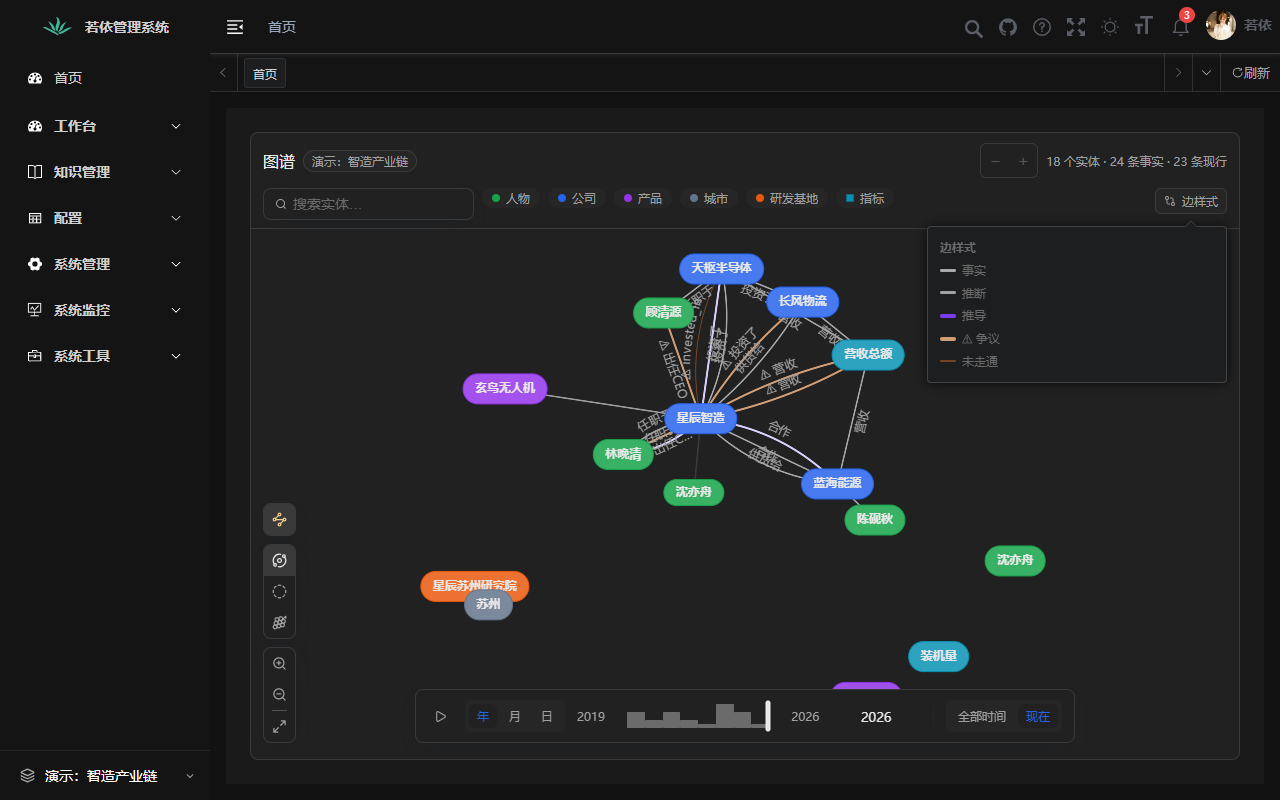 若依管理系统
首页
3
若依
首页
工作台
知识管理
配置
系统管理
系统监控
系统工具
演示：智造产业链
首页
刷新
图谱
演示：智造产业链
18 个实体 · 24 条事实 · 23 条现行
搜索实体...
人物
公司
产品
城市
研发基地
指标
边样式
边样式
事实
推断
推导
⚠ 争议
未走通
天枢半导体
顾清源
长风物流
营收总额
玄鸟无人机
星辰智造
林晚清
沈亦舟
蓝海能源
陈砚秋
沈亦舟
星辰苏州研究院
苏州
装机量
⚠ 出任CEO
⚠ 投资了
供货给
⚠ 营收
⚠ 营收
营收
营收
合作
年
月
日
2019
2026
2026
全部时间
现在